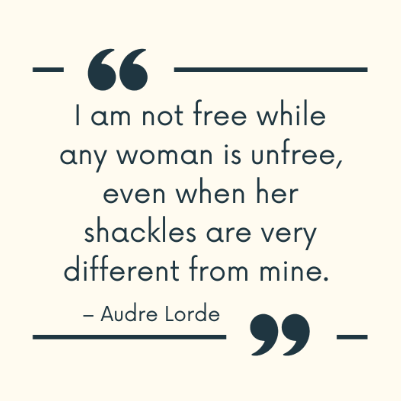 I am not free while
any woman is unfree,
even when her
shackles are very
different from mine.
– Audre Lorde